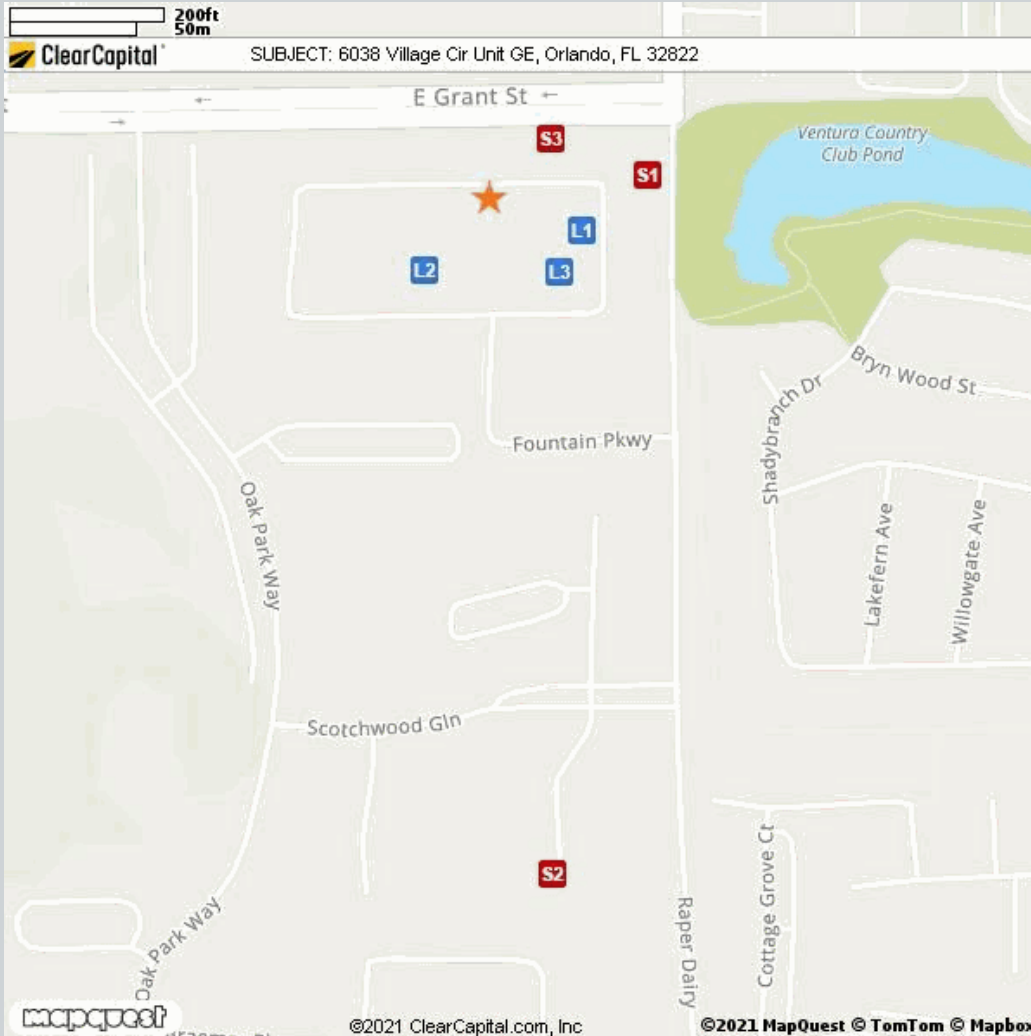 200ft
50m
ClearCapital
SUBJECT: 6038 Village Cir Unit GE, Orlando, FL 32822
E Grant St
S3
Ventura Country
Club Pond
S1
L1
L2
L3
Bryn Wood St
Shadybranch Dr
Fountain Pkwy
Oak Park Way
Lakefern Ave
Willowgate Ave
Scotchwood Gln
Cottage Grove Ct
S2
Raper Dairy
Oak Park Way
mapquest
©2021 ClearCapital.com, Inc
©2021 MapQuest © TomTom © Mapbox